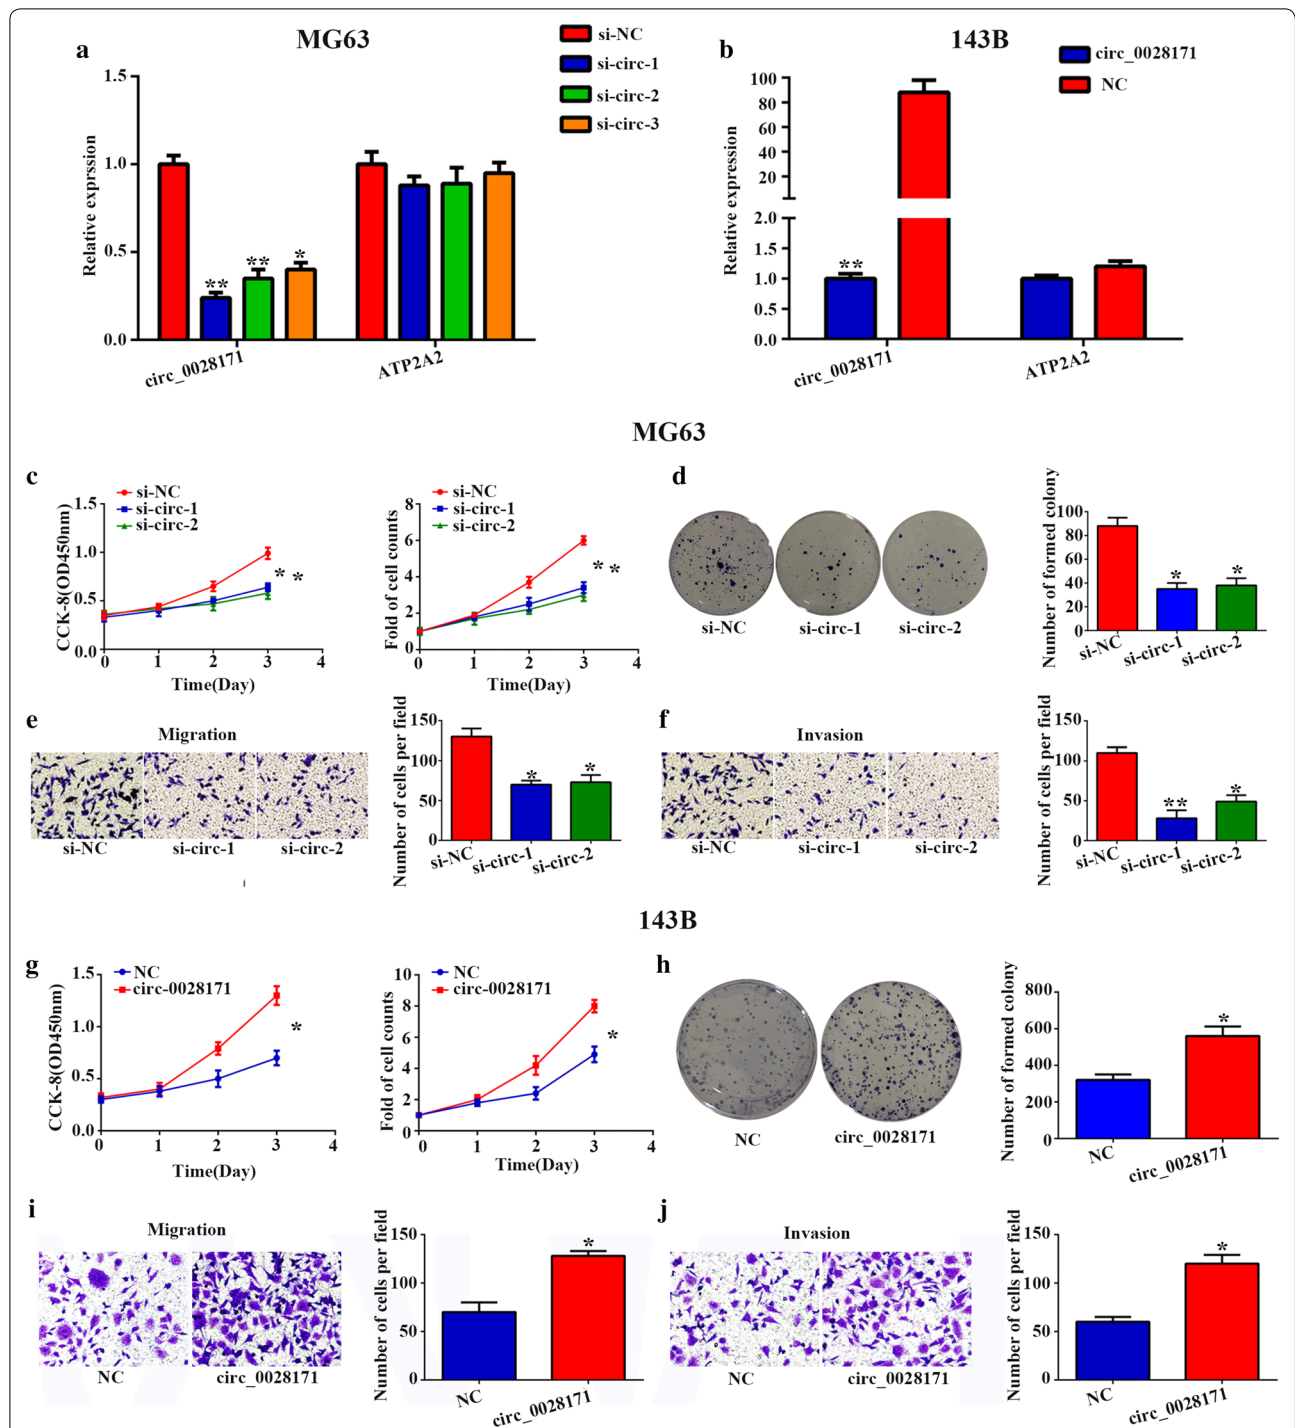 a
MG63
si-NC
si-circ-1
si-circ-2
si-circ-3
Relative exprssion
1.5
1.0
0.5
0.0
** ** *
circ_0028171
ATP2A2
b
143B
circ_0028171
NC
Relative expression
100
80
60
40
20
2.0
1.5
1.0
0.5
0.0
**
circ_0028171
ATP2A2
MG63
c
si-NC
si-circ-1
si-circ-2
CCK-8(OD450nm)
1.5
1.0
0.5
0.0
* *
0 1 2 3 4
Time(Day)
si-NC
si-circ-1
si-circ-2
Fold of cell counts
8
6
4
2
0
* *
0 1 2 3 4
Time(Day)
d
si-NC
si-circ-1
si-circ-2
Number of formed colony
100
80
60
40
20
0
* *
si-NC
si-circ-1
si-circ-2
e
Migration
si-NC
si-circ-1
si-circ-2
Number of cells per field
150
100
50
0
* *
si-NC
si-circ-1
si-circ-2
f
Invasion
si-NC
si-circ-1
si-circ-2
Number of cells per field
150
100
50
0
** *
si-NC
si-circ-1
si-circ-2
143B
g
NC
circ-0028171
CCK-8(OD450nm)
1.5
1.0
0.5
0.0
*
0 1 2 3 4
Time(Day)
NC
circ-0028171
Fold of cell counts
10
8
6
4
2
0
*
0 1 2 3 4
Time(Day)
h
NC
circ_0028171
Number of formed colony
800
600
400
200
0
*
NC
circ_0028171
i
Migration
NC
circ_0028171
Number of cells per field
150
100
50
0
*
NC
circ_0028171
j
Invasion
NC
circ_0028171
Number of cells per field
150
100
50
0
*
NC
circ_0028171